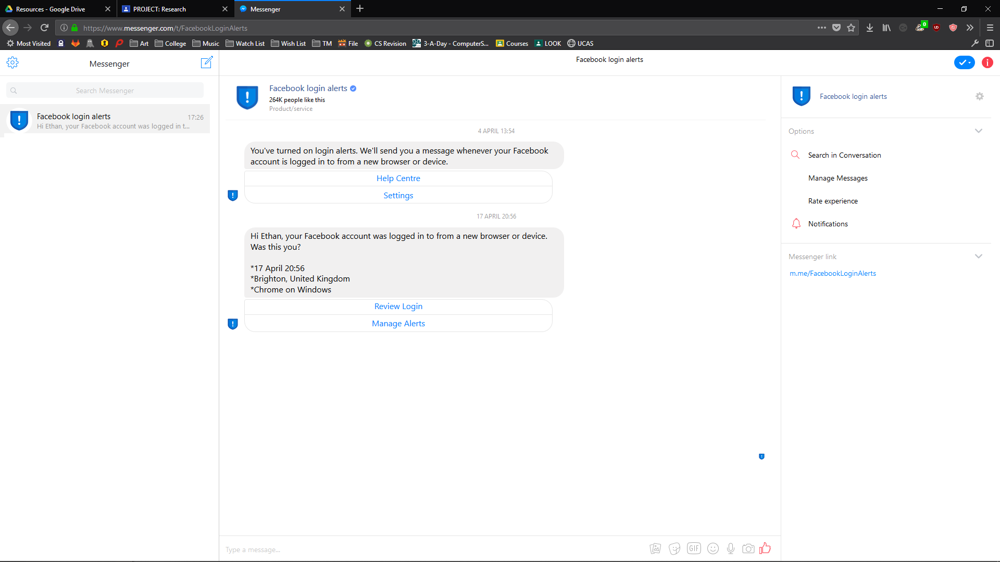 Resources - Google Drive
PROJECT: Research
Messenger
https://www.messenger.com/t/FacebookLoginAlerts
0
UD
Most Visited
Art
College
Music
Watch List
Wish List
TM
File
CS Revision
3-A-Day - ComputerS...
Courses
LOOK
UCAS
Messenger
Search Messenger
Facebook login alerts
17:26
Hi Ethan, your Facebook account was logged in t...
Facebook login alerts
Facebook login alerts
264K people like this
Product/service
4 APRIL 13:54
You've turned on login alerts. We'll send you a message whenever your Facebook
account is logged in to from a new browser or device.
Help Centre
Settings
17 APRIL 20:56
Hi Ethan, your Facebook account was logged in to from a new browser or device.
Was this you?
*17 April 20:56
*Brighton, United Kingdom
*Chrome on Windows
Review Login
Manage Alerts
Type a message...
GIF
Facebook login alerts
Options
Search in Conversation
Manage Messages
Rate experience
Notifications
Messenger link
m.me/FacebookLoginAlerts